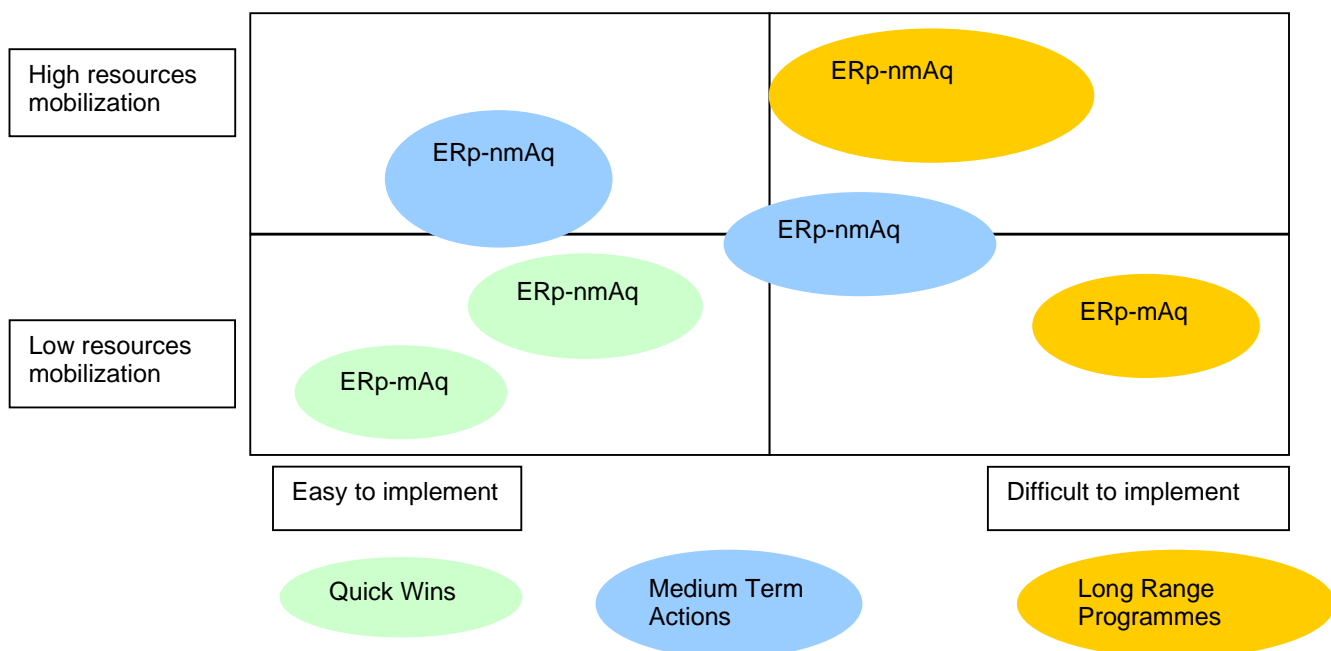 High resources
mobilization
ERp-nmAq
ERp-nmAq
ERp-nmAq
ERp-nmAq
ERp-mAq
Low resources
mobilization
ERp-mAq
Easy to implement
Difficult to implement
Quick Wins
Medium Term
Actions
Long Range
Programmes